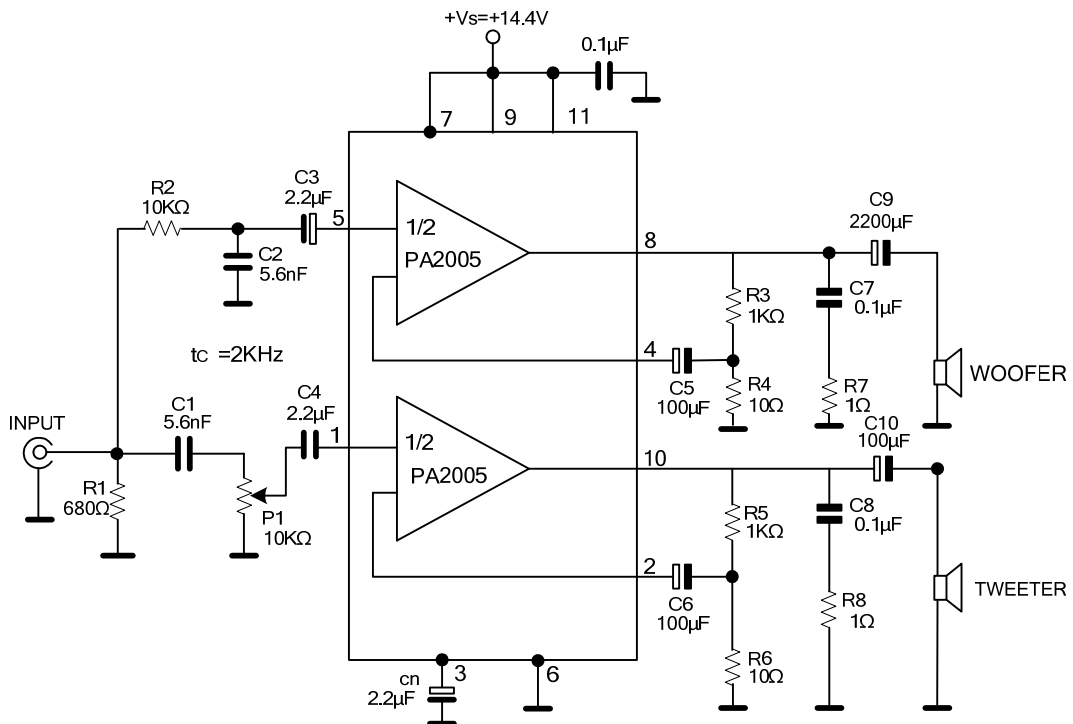 +Vs=+14.4V
0.1µF
7
9
11
R2
10KΩ
C3
2.2µF
5
1/2
PA2005
8
C9
2200µF
C2
5.6nF
R3
1KΩ
C7
0.1µF
tc =2KHz
4
C5
100µF
R4
10Ω
R7
1Ω
WOOFER
INPUT
C1
5.6nF
C4
2.2µF
1
1/2
PA2005
10
C10
100µF
R1
680Ω
P1
10KΩ
R5
1KΩ
C8
0.1µF
2
C6
100µF
R8
1Ω
TWEETER
R6
10Ω
cn
2.2µF
3
6